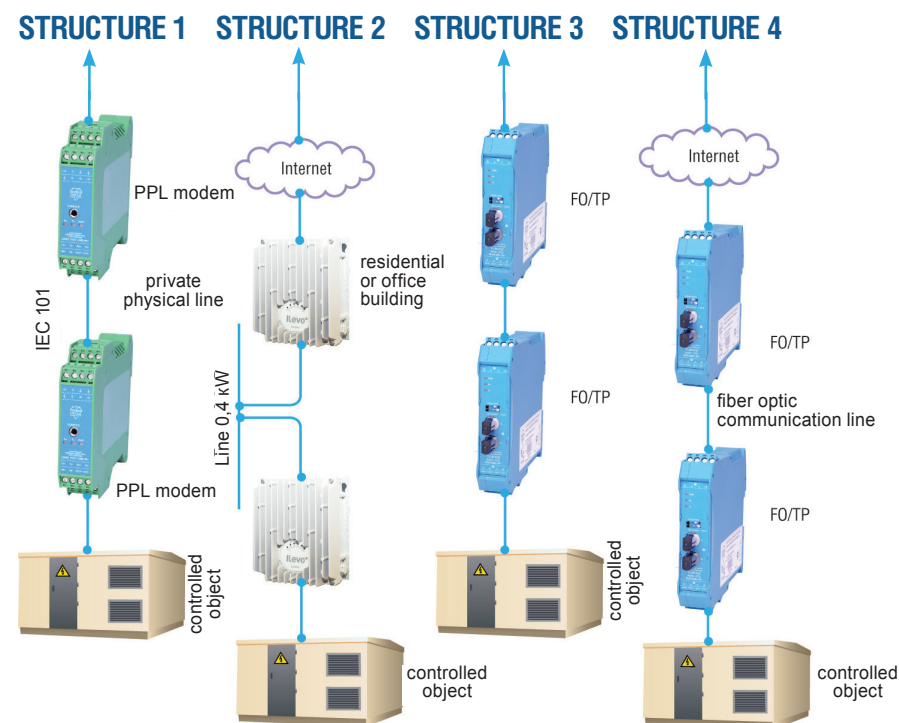 STRUCTURE 1
STRUCTURE 2
STRUCTURE 3
STRUCTURE 4
PPL modem
IEC 101
private
physical line
PPL modem
controlled
object
Internet
residential
or office
building
iLevo
Line 0,4 кW
iLevo
controlled
object
FO/TP
FO/TP
controlled
object
Internet
FO/TP
fiber optic
communication line
FO/TP
controlled
object